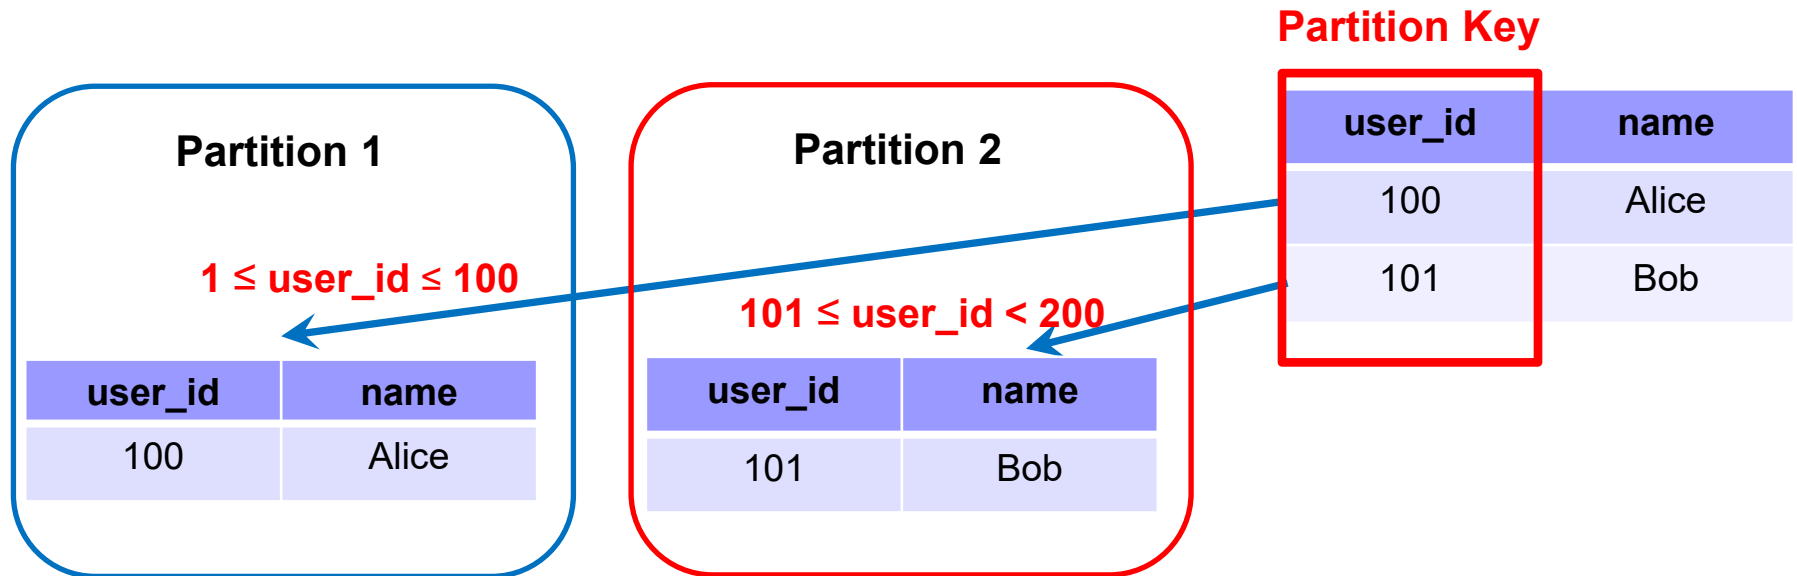 Partition Key
Partition 1
1 ≤ user_id ≤ 100
user_id name
100 Alice
Partition 2
101 ≤ user_id < 200
user_id name
101 Bob
user_id name
100 Alice
101 Bob